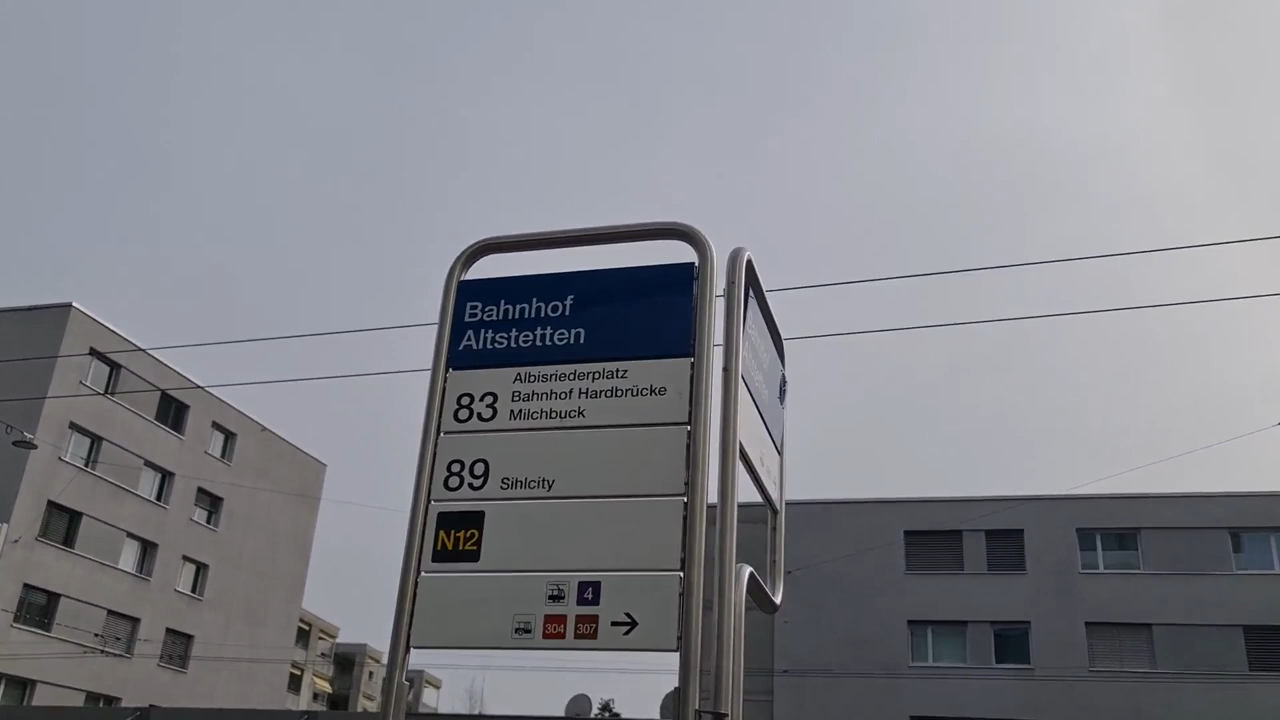 Bahnhof
Altstetten
83 Albisriederplatz
Bahnhof Hardbrücke
Milchbuck
89 Sihlcity
N12
4
304 307